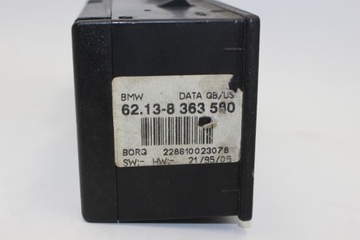 BMW DATA GB/US
62.13-8 363 580
BORG 228610023078
SW:- HW:- 21/95/05